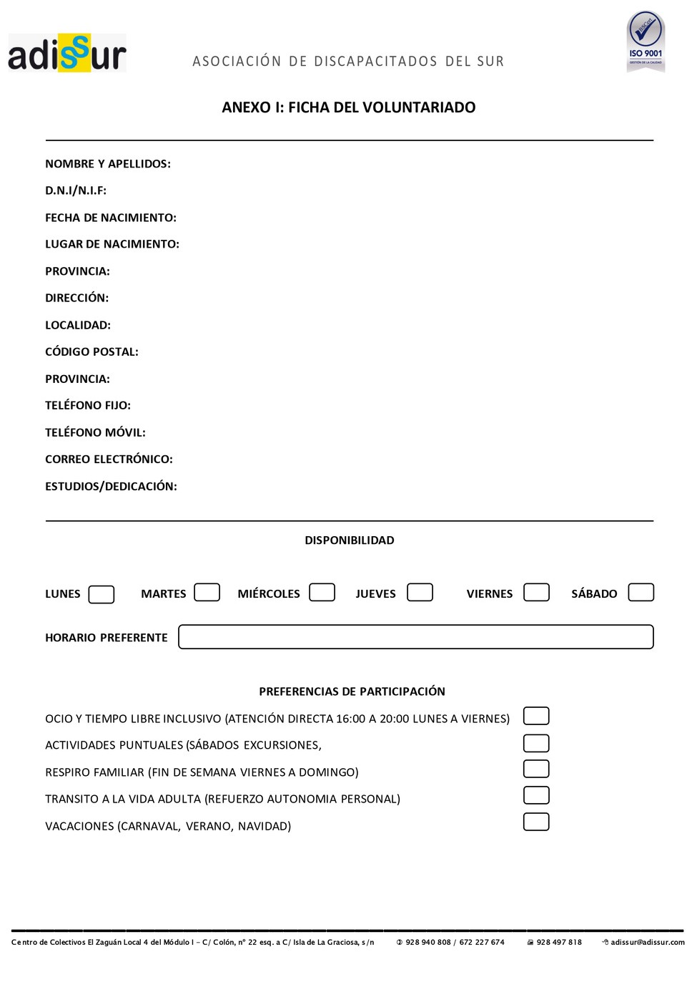 adissur
BSCert
ISO 9001
GESTIÓN DE LA CALIDAD
ASOCIACIÓN DE DISCAPACITADOS DEL SUR
ANEXO I: FICHA DEL VOLUNTARIADO
NOMBRE Y APELLIDOS:
D.N.I/N.I.F:
FECHA DE NACIMIENTO:
LUGAR DE NACIMIENTO:
PROVINCIA:
DIRECCIÓN:
LOCALIDAD:
CÓDIGO POSTAL:
PROVINCIA:
TELÉFONO FIJO:
TELÉFONO MÓVIL:
CORREO ELECTRÓNICO:
ESTUDIOS/DEDICACIÓN:
DISPONIBILIDAD
LUNES MARTES MIÉRCOLES JUEVES VIERNES SÁBADO
HORARIO PREFERENTE
PREFERENCIAS DE PARTICIPACIÓN
OCIO Y TIEMPO LIBRE INCLUSIVO (ATENCIÓN DIRECTA 16:00 A 20:00 LUNES A VIERNES)
ACTIVIDADES PUNTUALES (SÁBADOS EXCURSIONES,
RESPIRO FAMILIAR (FIN DE SEMANA VIERNES A DOMINGO)
TRANSITO A LA VIDA ADULTA (REFUERZO AUTONOMIA PERSONAL)
VACACIONES (CARNAVAL, VERANO, NAVIDAD)
Centro de Colectivos El Zaguán Local 4 del Módulo I – C/ Colón, nº 22 esq. a C/ Isla de La Graciosa, s/n 928 940 808 / 672 227 674 928 497 818 adissur@adissur.com